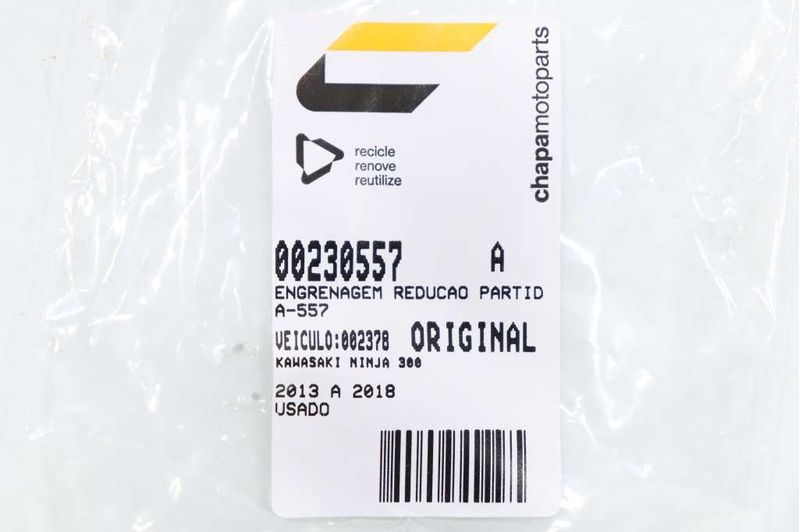 chapamotoparts
recicle
renove
reutilize
00230557 A
ENGRENAGEM REDUCAO PARTID
A-557
VEICULO:002378 ORIGINAL
KAWASAKI NINJA 300
2013 A 2018
USADO